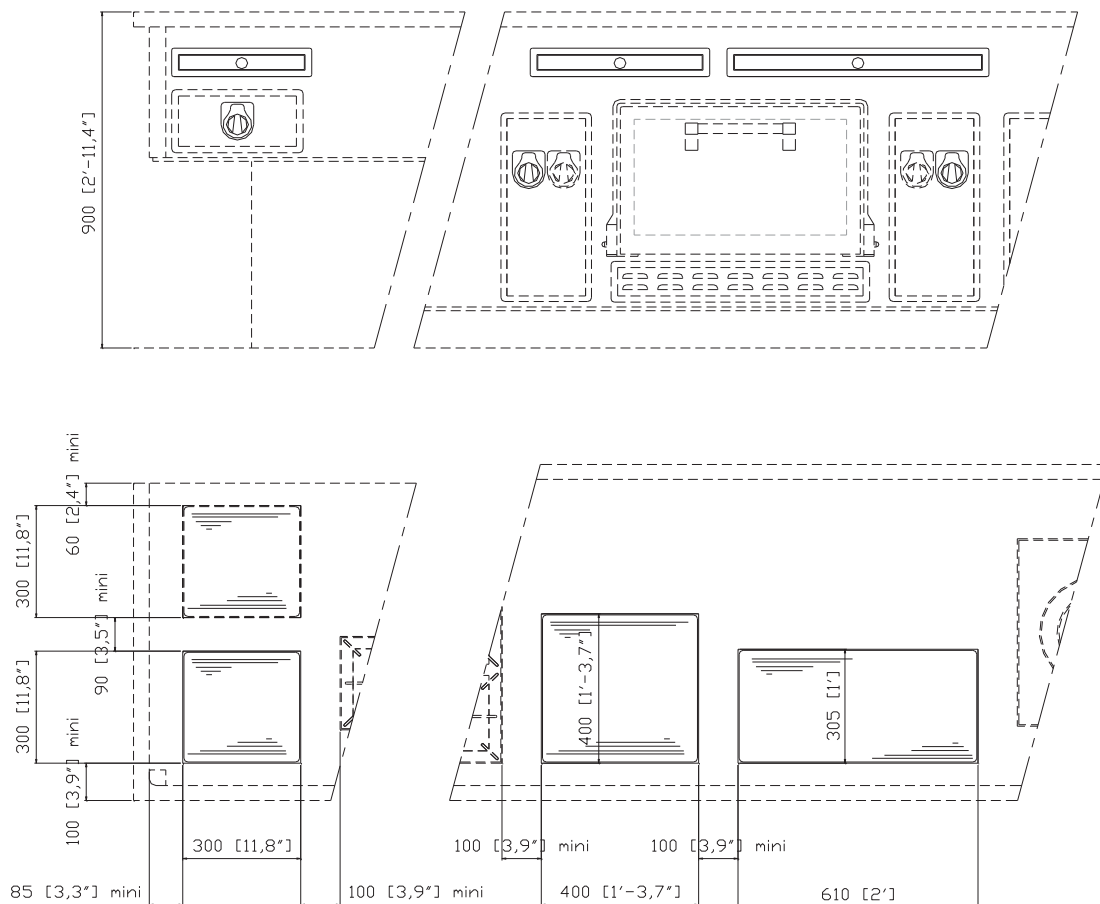 900 [2'-11,4"]
60 [2,4"] mini
300 [11,8"]
90 [3,5"] mini
300 [11,8"]
100 [3,9"] mini
400 [1'-3,7"]
305 [1']
300 [11,8"]
100 [3,9"] mini
100 [3,9"] mini
85 [3,3"] mini
100 [3,9"] mini
400 [1'-3,7"]
610 [2']